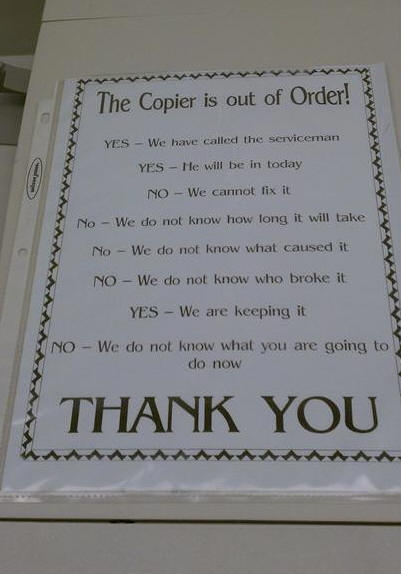 The Copier is out of Order!
YES – We have called the serviceman
YES – He will be in today
NO – We cannot fix it
No – We do not know how long it will take
No – We do not know what caused it
NO – We do not know who broke it
YES – We are keeping it
NO – We do not know what you are going to
do now
THANK YOU